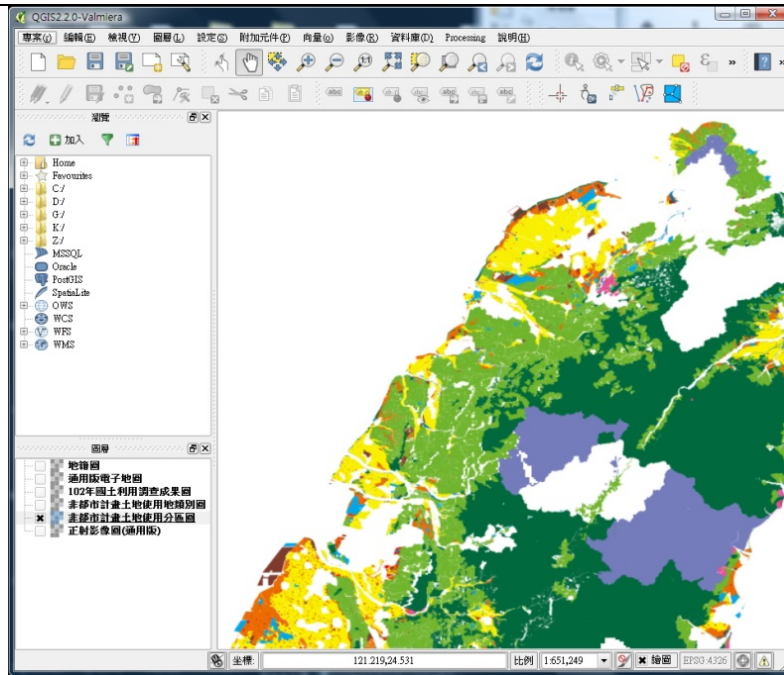 QGIS2.2.0-Valmiera
專案(J) 編輯(E) 檢視(Y) 圖層(L) 設定(S) 附加元件(P) 向量(O) 影像(R) 資料庫(D) Processing 說明(H)
abc abc abc abc abc
瀏覽
加入
Home
Favourites
C:/
D:/
G:/
K:/
Z:/
MSSQL
Oracle
PostGIS
SpatiaLite
OWS
WCS
WFS
WMS
圖層
地籍圖
通用版電子地圖
102年國土利用調查成果圖
非都市計畫土地使用地類別圖
非都市計畫土地使用分區圖
正射影像圖(通用版)
坐標: 121.219,24.531 比例 1:651,249 繪圖 EPSG:4326